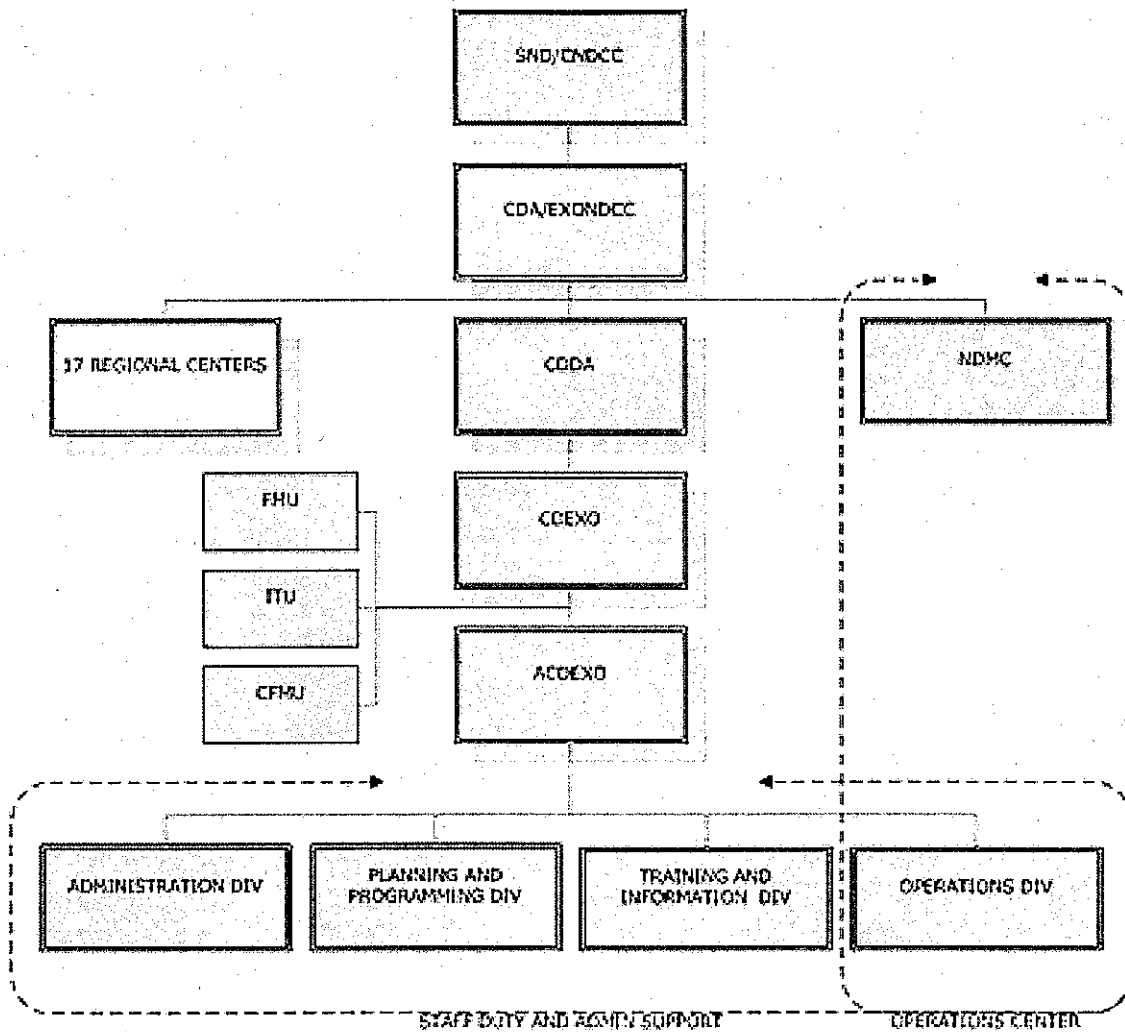 SND/CNDCC
CDA/EXONDCC
17 REGIONAL CENTERS
CDDA
NDMC
CDEXO
FMU
ITU
CFMU
ACDEXO
ADMINISTRATION DIV
PLANNING AND
PROGRAMMING DIV
TRAINING AND
INFORMATION DIV
OPERATIONS DIV
STAFF DUTY AND ADMIN SUPPORT
OPERATIONS CENTER